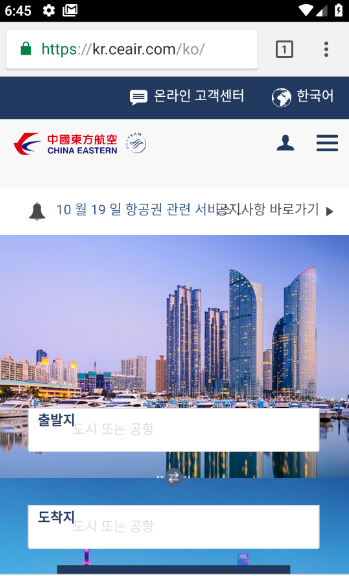 6:45
https://kr.ceair.com/ko/
1
온라인 고객센터
한국어
中國東方航空
CHINA EASTERN
10 월 19 일 항공권 관련 서비
공지사항 바로가기
출발지
도시 또는 공항
도착지
도시 또는 공항